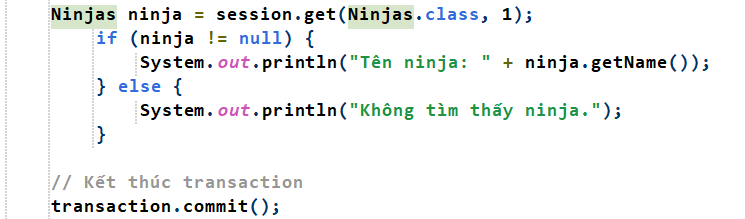 Ninjas ninja = session.get(Ninjas.class, 1);
if (ninja != null) {
System.out.println("Tên ninja: " + ninja.getName());
} else {
System.out.println("Không tìm thấy ninja.");
}
// Kết thúc transaction
transaction.commit();